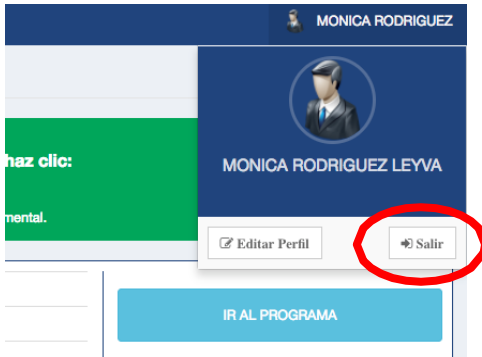 MONICA RODRIGUEZ
MONICA RODRIGUEZ LEYVA
haz clic:
mental.
Editar Perfil
Salir
IR AL PROGRAMA